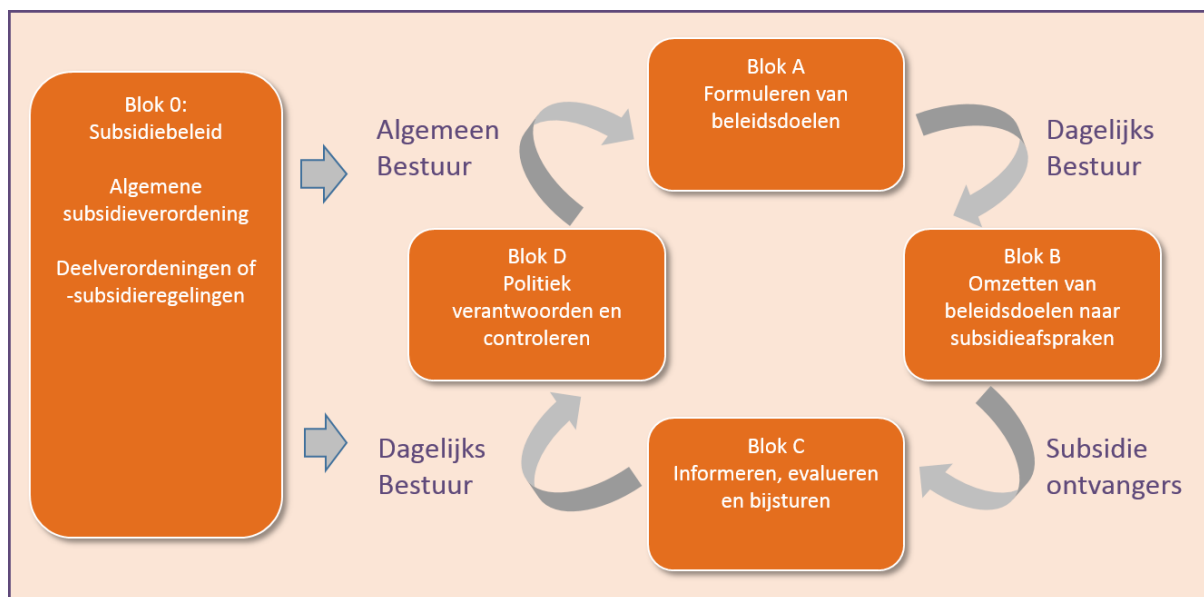 Blok 0:
Subsidiebeleid
Algemene
subsidieverordening
Deelverordeningen of
-subsidieregelingen
Algemeen
Bestuur
Blok A
Formuleren van
beleidsdoelen
Dagelijks
Bestuur
Blok D
Politiek
verantwoorden en
controleren
Blok B
Omzetten van
beleidsdoelen naar
subsidieafspraken
Dagelijks
Bestuur
Blok C
Informeren, evalueren
en bijsturen
Subsidie
ontvangers